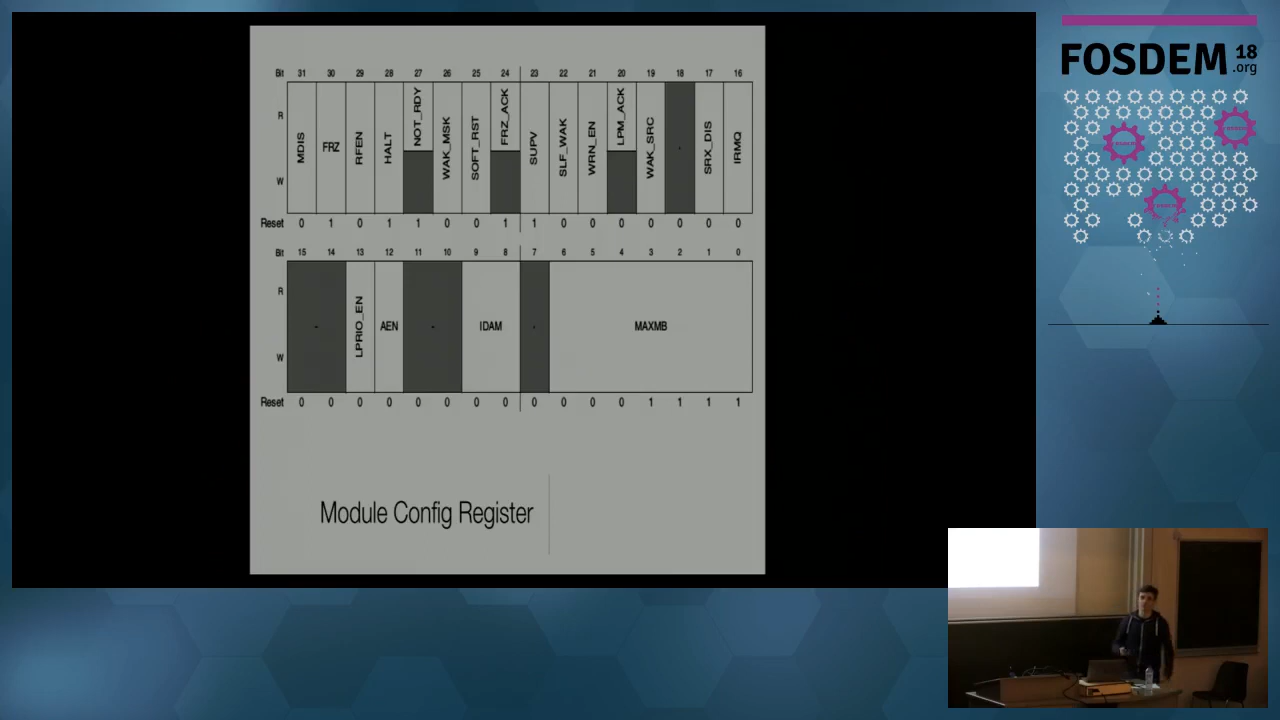 FOSDEM 18
.org
Bit 31 30 29 28 27 26 25 24 23 22 21 20 19 18 17 16
R
W
MDIS FRZ RFEN HALT NOT_RDY WAK_MSK SOFT_RST FRZ_ACK SUPV SLF_WAK WRN_EN LPM_ACK WAK_SRC - SRX_DIS IRMQ
Reset 0 1 0 1 1 0 0 1 1 0 0 0 0 0 0 0
Bit 15 14 13 12 11 10 9 8 7 6 5 4 3 2 1 0
R
W
- LPRIO_EN AEN - IDAM - MAXMB
Reset 0 0 0 0 0 0 0 0 0 0 0 0 1 1 1 1
Module Config Register